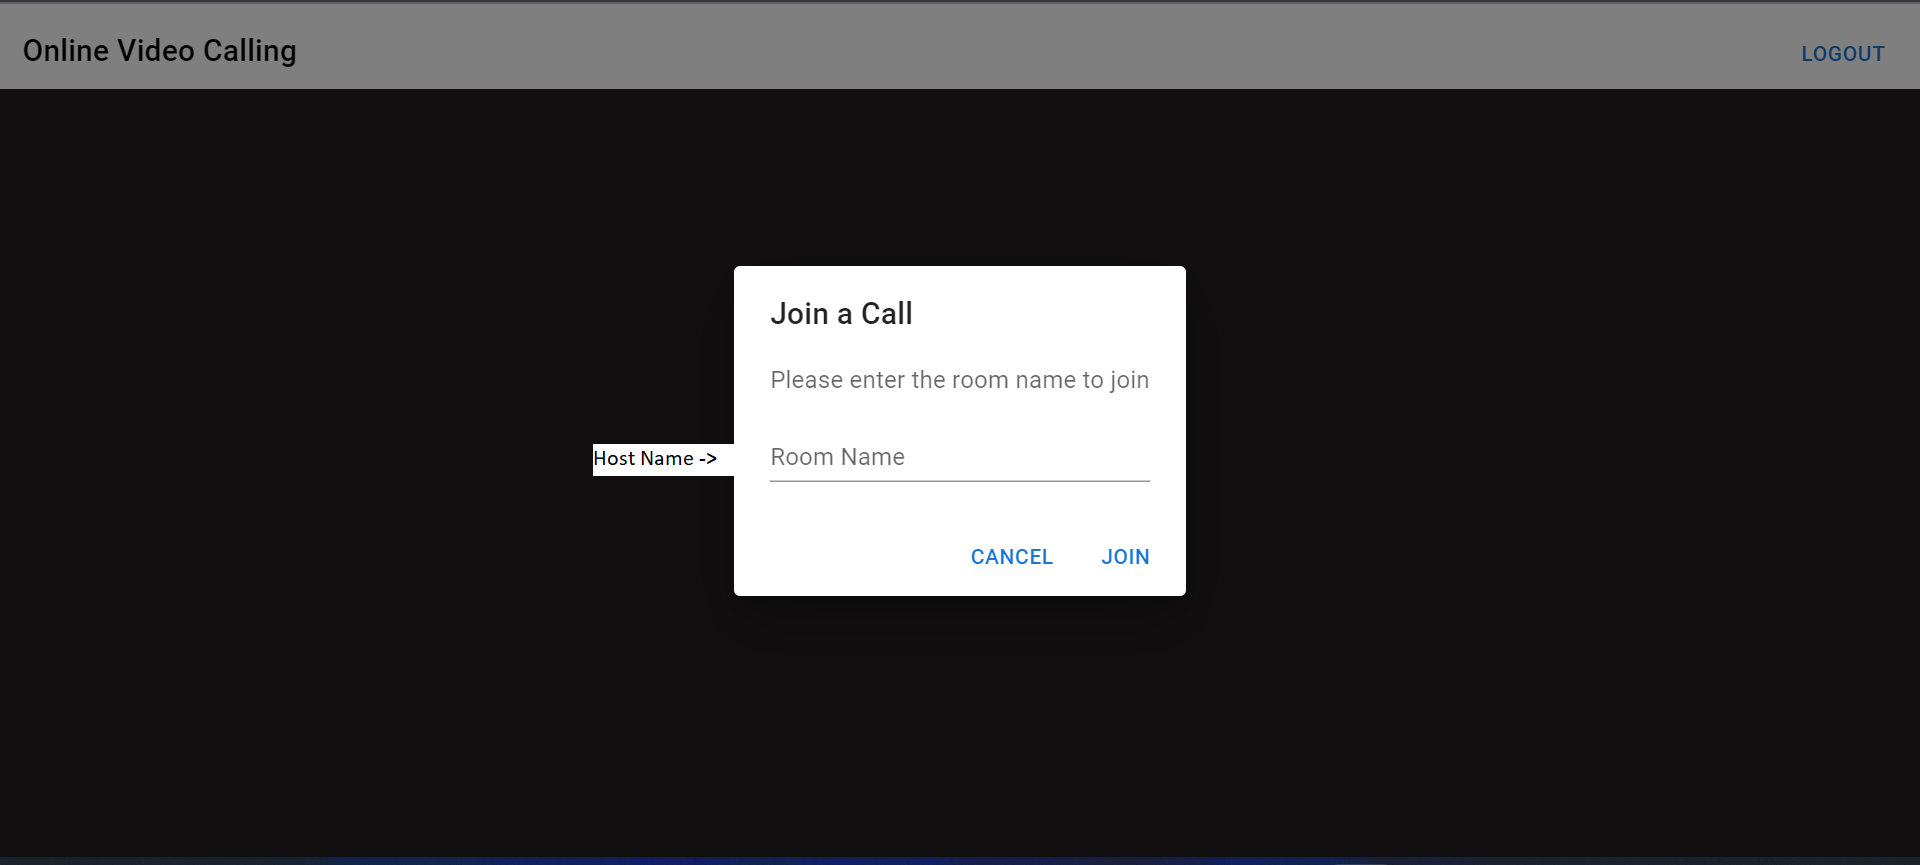 Online Video Calling
LOGOUT
Join a Call
Please enter the room name to join
Host Name ->
Room Name
CANCEL
JOIN